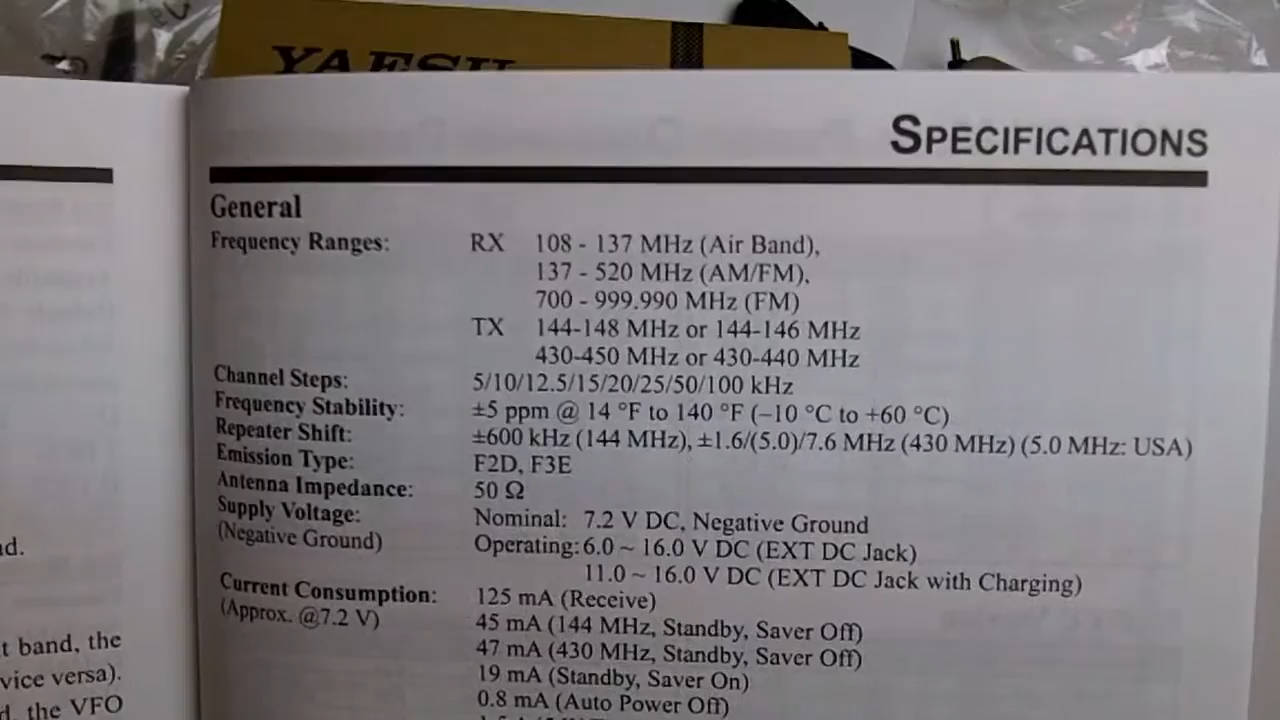 YAESU
SPECIFICATIONS
General
Frequency Ranges: RX 108 - 137 MHz (Air Band),
137 - 520 MHz (AM/FM),
700 - 999.990 MHz (FM)
TX 144-148 MHz or 144-146 MHz
430-450 MHz or 430-440 MHz
Channel Steps: 5/10/12.5/15/20/25/50/100 kHz
Frequency Stability: ±5 ppm @ 14 °F to 140 °F (−10 °C to +60 °C)
Repeater Shift: ±600 kHz (144 MHz), ±1.6/(5.0)/7.6 MHz (430 MHz) (5.0 MHz: USA)
Emission Type: F2D, F3E
Antenna Impedance: 50 Ω
Supply Voltage: Nominal: 7.2 V DC, Negative Ground
(Negative Ground) Operating: 6.0 ~ 16.0 V DC (EXT DC Jack)
11.0 ~ 16.0 V DC (EXT DC Jack with Charging)
Current Consumption: 125 mA (Receive)
(Approx. @7.2 V) 45 mA (144 MHz, Standby, Saver Off)
47 mA (430 MHz, Standby, Saver Off)
19 mA (Standby, Saver On)
0.8 mA (Auto Power Off)
t band, the
vice versa).
the VFO